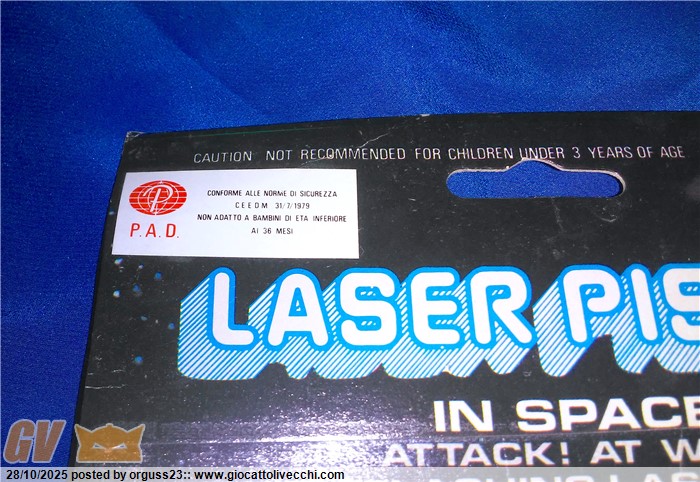 CAUTION NOT RECOMMENDED FOR CHILDREN UNDER 3 YEARS OF AGE
P
P.A.D.
CONFORME ALLE NORME DI SICUREZZA
CEEDM 31/7/1979
NON ADATTO A BAMBINI DI ETA INFERIORE
AI 36 MESI
LASER PIS
IN SPACE
ATTACK! AT W
GV
28/10/2025 posted by orguss23:: www.giocattolivecchi.com